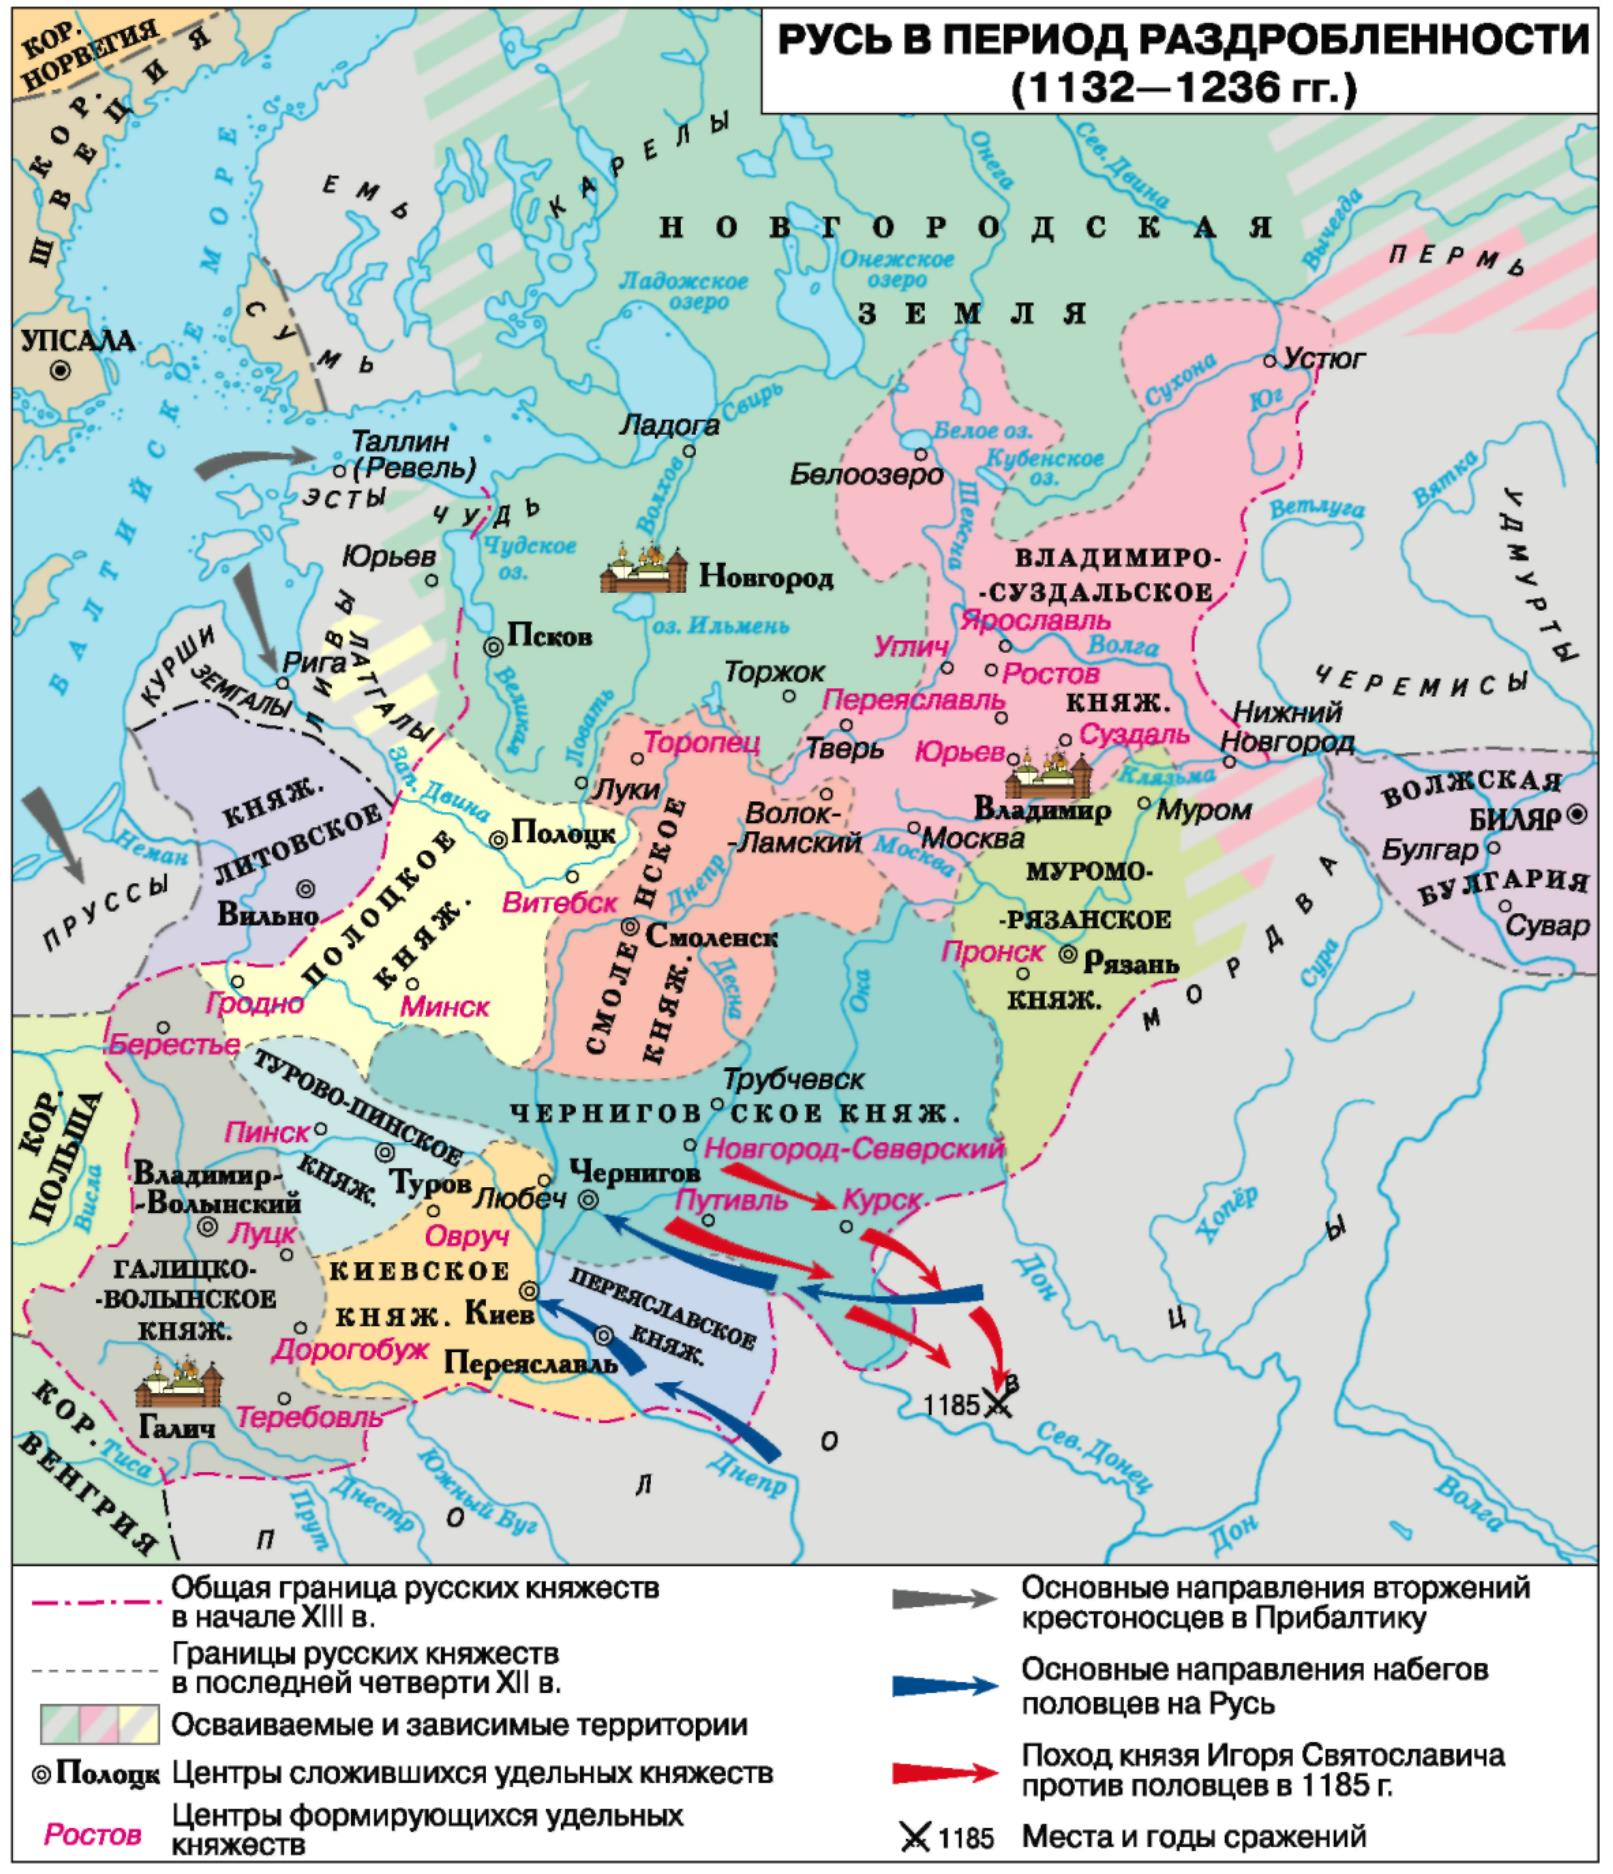 РУСЬ В ПЕРИОД РАЗДРОБЛЕННОСТИ
(1132—1236 гг.)
КОР.
НОРВЕГИЯ
КОР.
ШВЕЦИЯ
УПСАЛА
БАЛТИЙСКОЕ МОРЕ
ЕМЬ
СУМЬ
КАРЕЛЫ
НОВГОРОДСКАЯ
ЗЕМЛЯ
Онега
Сев. Двина
Вычегда
ПЕРМЬ
Ладожское
озеро
Онежское
озеро
Устюг
Сухона
Юг
Свирь
Ладога
Волхов
Белое оз.
Кубенское
оз.
Белоозеро
Шексна
Таллин
(Ревель)
ЭСТЫ
ЧУДЬ
Чудское
оз.
Юрьев
Новгород
Псков
оз. Ильмень
Великая
Ловать
Торжок
Ветлуга
Вятка
УДМУРТЫ
ЧЕРЕМИСЫ
ВЛАДИМИРО-
-СУЗДАЛЬСКОЕ
КНЯЖ.
Ярославль
Волга
Углич
Ростов
Переяславль
Тверь
Юрьев
Суздаль
Нижний
Новгород
Клязьма
Владимир
Муром
Москва
Москва
Волок-
-Ламский
КУРШИ
ЗЕМГАЛЫ
ЛИВЫ
ЛАТГАЛЫ
Рига
Зап. Двина
КНЯЖ.
ЛИТОВСКОЕ
Вильно
Неман
ПРУССЫ
Торопец
Луки
Полоцк
Витебск
ПОЛОЦКОЕ
КНЯЖ.
Гродно
Минск
СМОЛЕНСКОЕ
КНЯЖ.
Смоленск
Днепр
Десна
Ока
МУРОМО-
-РЯЗАНСКОЕ
КНЯЖ.
Пронск
Рязань
МОРДВА
Сура
ВОЛЖСКАЯ
БИЛЯР
Булгар
БУЛГАРИЯ
Сувар
КОР.
ПОЛЬША
Висла
Берестье
ТУРОВО-ПИНСКОЕ
КНЯЖ.
Пинск
Туров
Владимир-
-Волынский
Луцк
ГАЛИЦКО-
-ВОЛЫНСКОЕ
КНЯЖ.
Галич
Теребовль
Дорогобуж
Овруч
КИЕВСКОЕ
КНЯЖ.
Киев
Любеч
Чернигов
ЧЕРНИГОВСКОЕ КНЯЖ.
Трубчевск
Новгород-Северский
Путивль
Курск
ПЕРЕЯСЛАВСКОЕ
КНЯЖ.
Переяславль
КОР.
ВЕНГРИЯ
Тиса
Прут
Днестр
Южный Буг
Днепр
ПОЛОВЦЫ
1185
Сев. Донец
Дон
Дон
Хопёр
Волга
Общая граница русских княжеств
в начале XIII в.
Границы русских княжеств
в последней четверти XII в.
Осваиваемые и зависимые территории
Полоцк Центры сложившихся удельных княжеств
Ростов Центры формирующихся удельных
княжеств
Основные направления вторжений
крестоносцев в Прибалтику
Основные направления набегов
половцев на Русь
Поход князя Игоря Святославича
против половцев в 1185 г.
1185 Места и годы сражений